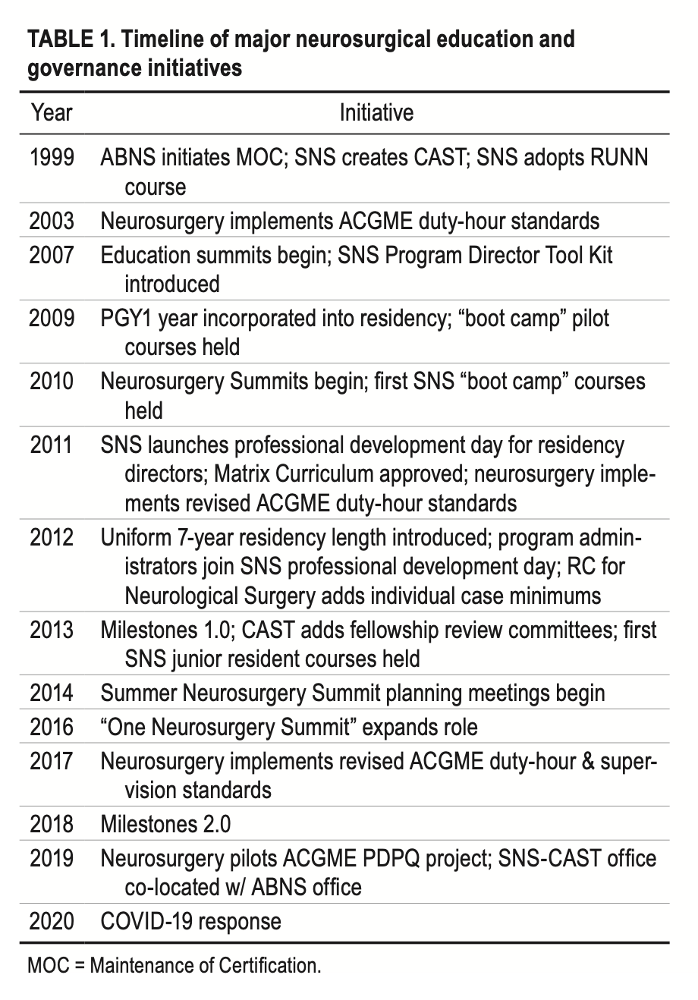 TABLE 1. Timeline of major neurosurgical education and
governance initiatives
Year Initiative
1999 ABNS initiates MOC; SNS creates CAST; SNS adopts RUNN
course
2003 Neurosurgery implements ACGME duty-hour standards
2007 Education summits begin; SNS Program Director Tool Kit
introduced
2009 PGY1 year incorporated into residency; “boot camp” pilot
courses held
2010 Neurosurgery Summits begin; first SNS “boot camp” courses
held
2011 SNS launches professional development day for residency
directors; Matrix Curriculum approved; neurosurgery imple-
ments revised ACGME duty-hour standards
2012 Uniform 7-year residency length introduced; program admin-
istrators join SNS professional development day; RC for
Neurological Surgery adds individual case minimums
2013 Milestones 1.0; CAST adds fellowship review committees; first
SNS junior resident courses held
2014 Summer Neurosurgery Summit planning meetings begin
2016 “One Neurosurgery Summit” expands role
2017 Neurosurgery implements revised ACGME duty-hour & super-
vision standards
2018 Milestones 2.0
2019 Neurosurgery pilots ACGME PDPQ project; SNS-CAST office
co-located w/ ABNS office
2020 COVID-19 response
MOC = Maintenance of Certification.